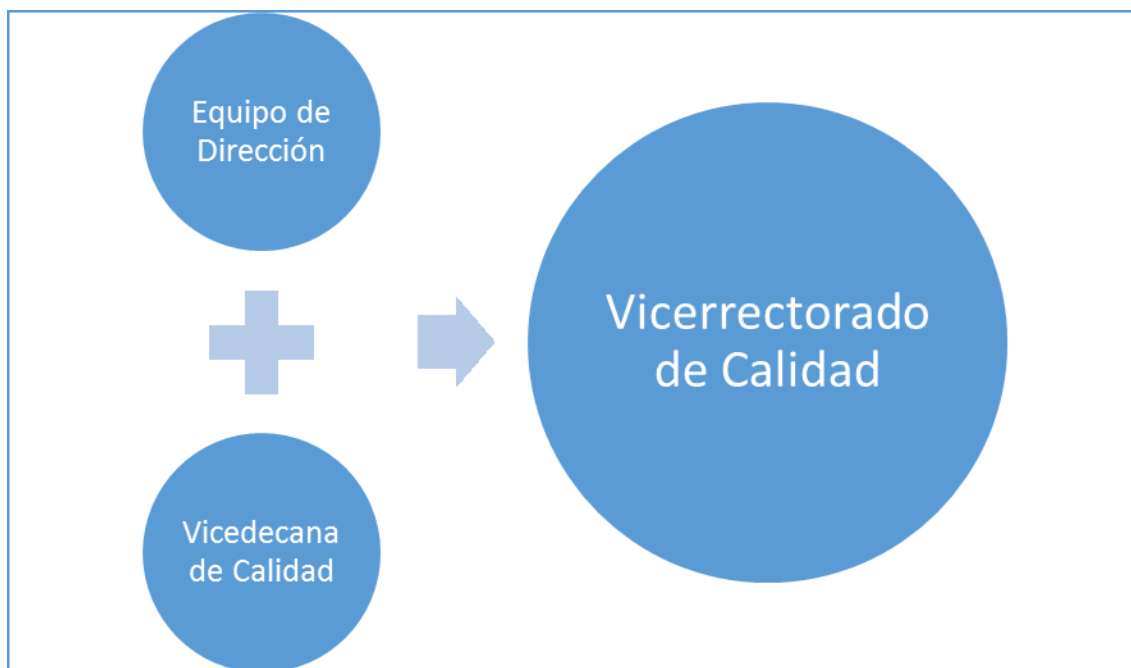 Equipo de
Dirección
Vicedecana
de Calidad
Vicerrectorado
de Calidad